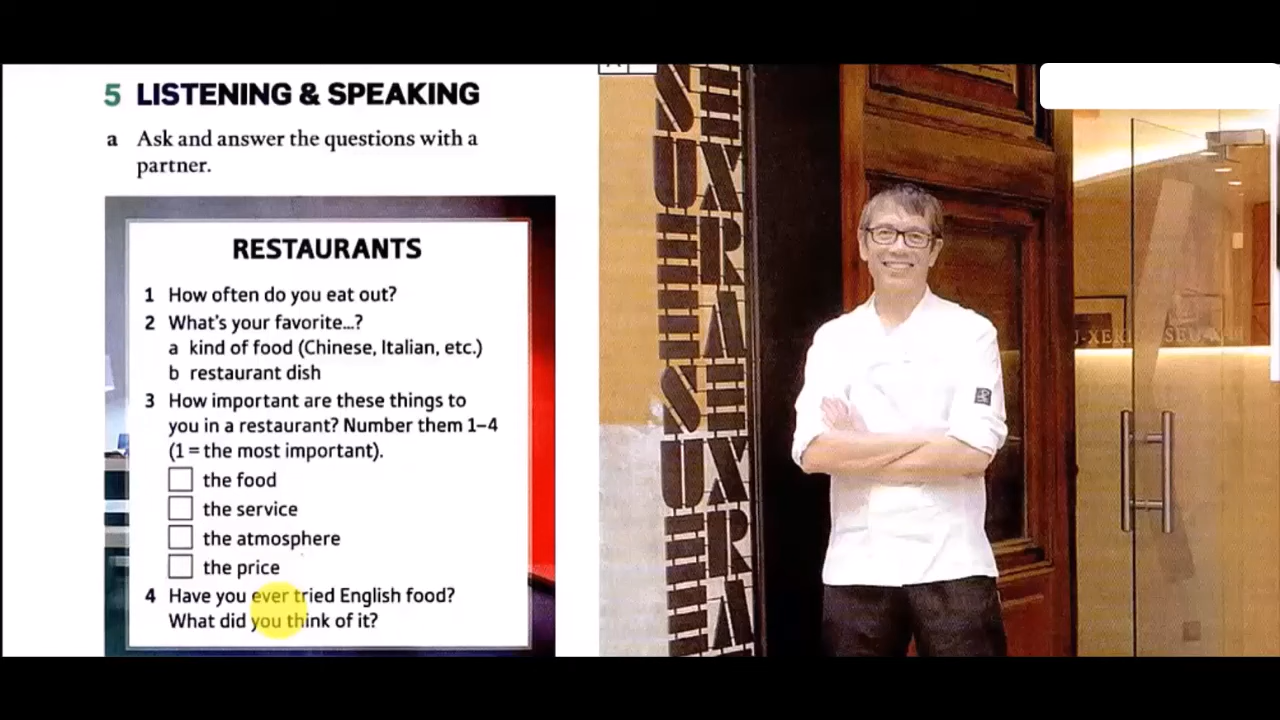 5 LISTENING & SPEAKING
a Ask and answer the questions with a
partner.
RESTAURANTS
1 How often do you eat out?
2 What's your favorite...?
a kind of food (Chinese, Italian, etc.)
b restaurant dish
3 How important are these things to
you in a restaurant? Number them 1–4
(1 = the most important).
the food
the service
the atmosphere
the price
4 Have you ever tried English food?
What did you think of it?